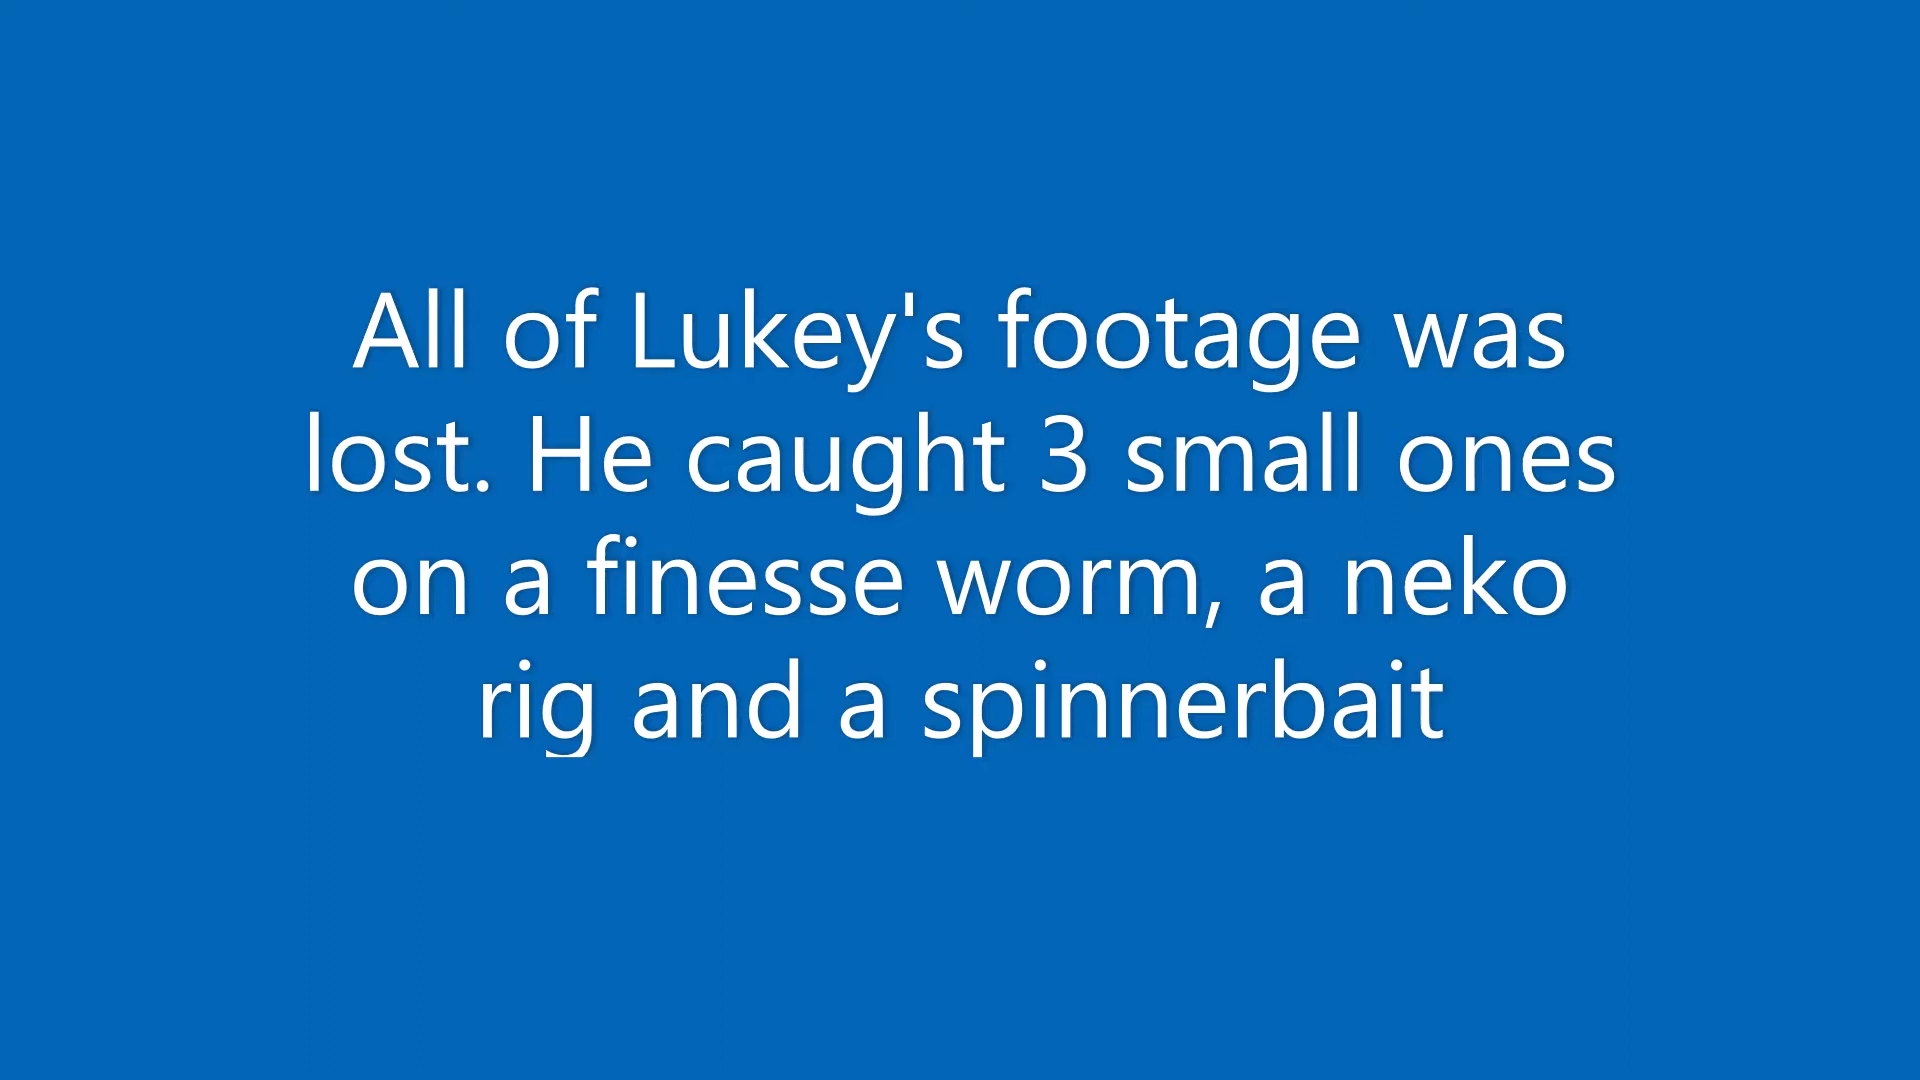 All of Lukey's footage was
lost. He caught 3 small ones
on a finesse worm, a neko
rig and a spinnerbait